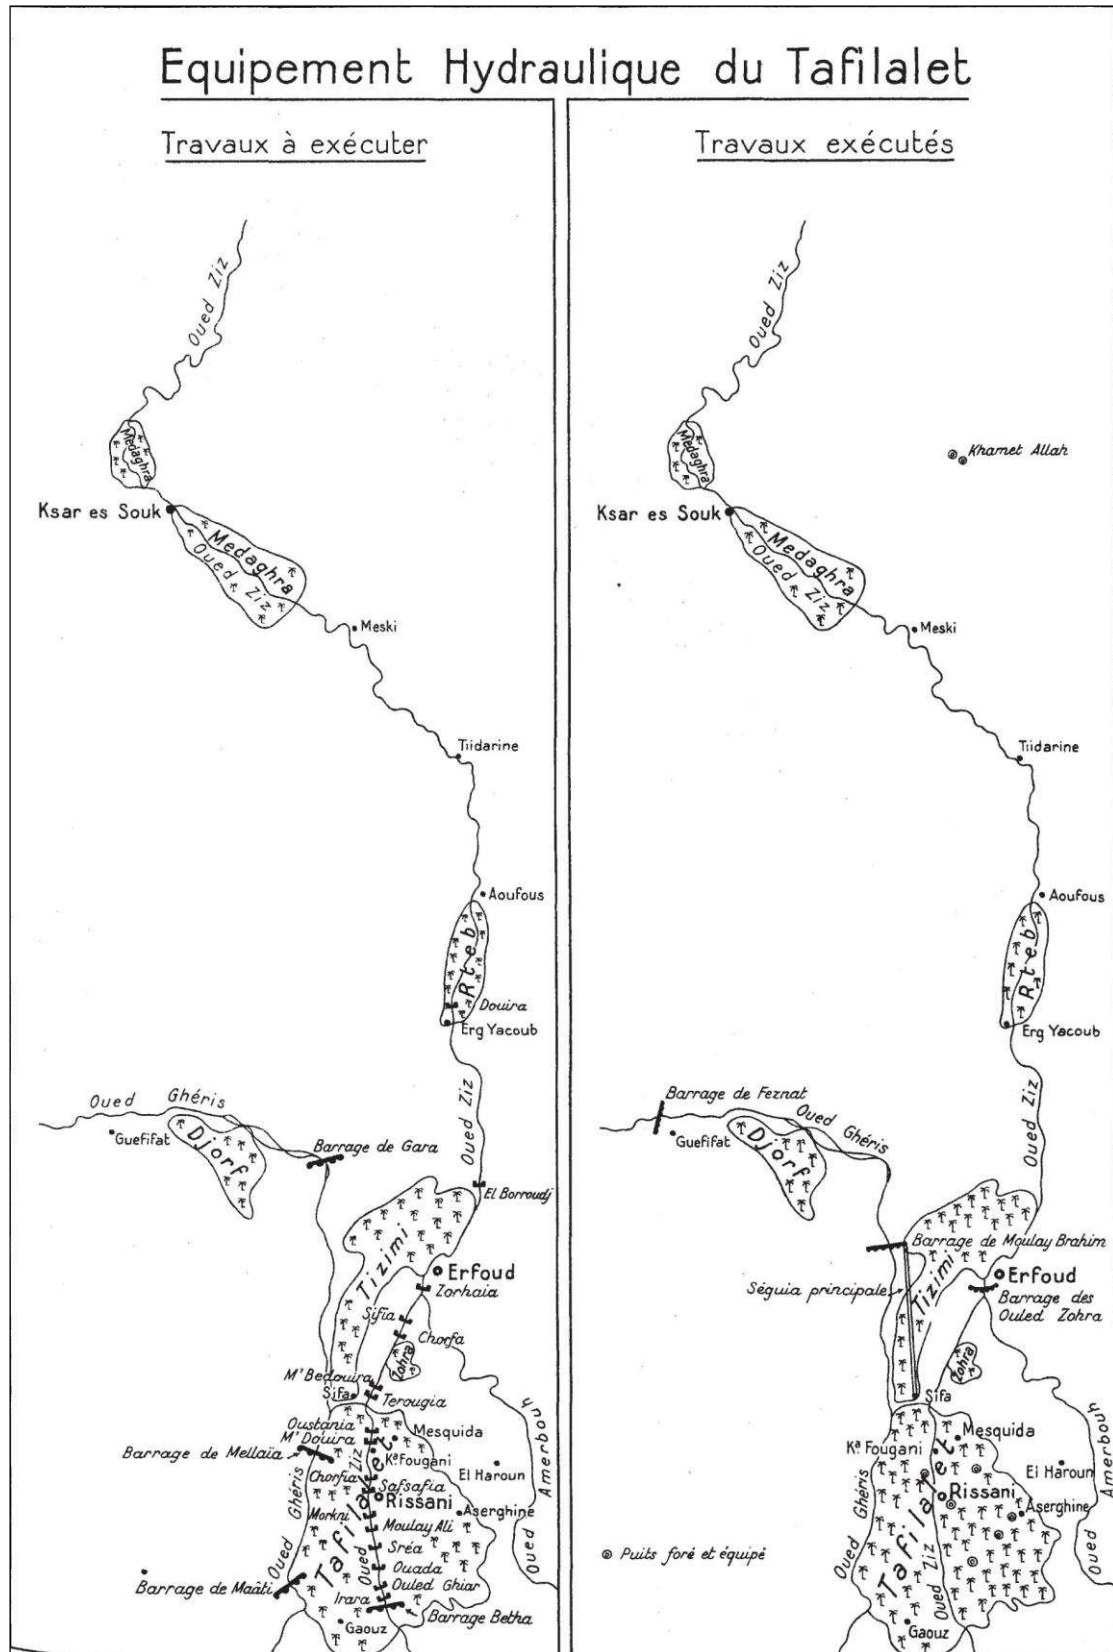 Equipement Hydraulique du Tafilalet
Travaux à exécuter
Oued Ziz
Medaghra
Ksar es Souk
Medaghra
Oued Ziz
Meski
Tiidarine
Aoufous
Rteb
Douira
Erg Yacoub
Oued Ziz
Oued Ghéris
Guefifat
Djorf
Barrage de Gara
El Borroudj
Tizimi
Erfoud
Zorhaia
Sifia
Chorfa
Zohra
M'Bedouira
Sifa
Terougia
Oustania
M'Douira
Mesquida
Barrage de Mellaïa
Kª Fougani
El Haroun
Chorfia
Safsafia
Rissani
Aserghine
Morkni
Moulay Ali
Sréa
Ouada
Ouled Ghiar
Irara
Barrage de Maâti
Barrage Betha
Gaouz
Oued Ghéris
Tafilalet
Oued Ziz
Oued Amerbouh
Travaux exécutés
Oued Ziz
Medaghra
Khamet Allah
Ksar es Souk
Medaghra
Oued Ziz
Meski
Tiidarine
Aoufous
Rteb
Erg Yacoub
Oued Ziz
Barrage de Feznat
Oued Ghéris
Guefifat
Djorf
Barrage de Moulay Brahim
Tizimi
Erfoud
Séguia principale
Barrage des
Ouled Zohra
Zohra
Sifa
Mesquida
Kª Fougani
El Haroun
Rissani
Aserghine
Puits foré et équipé
Oued Ghéris
Tafilalet
Oued Ziz
Oued Amerbouh
Gaouz